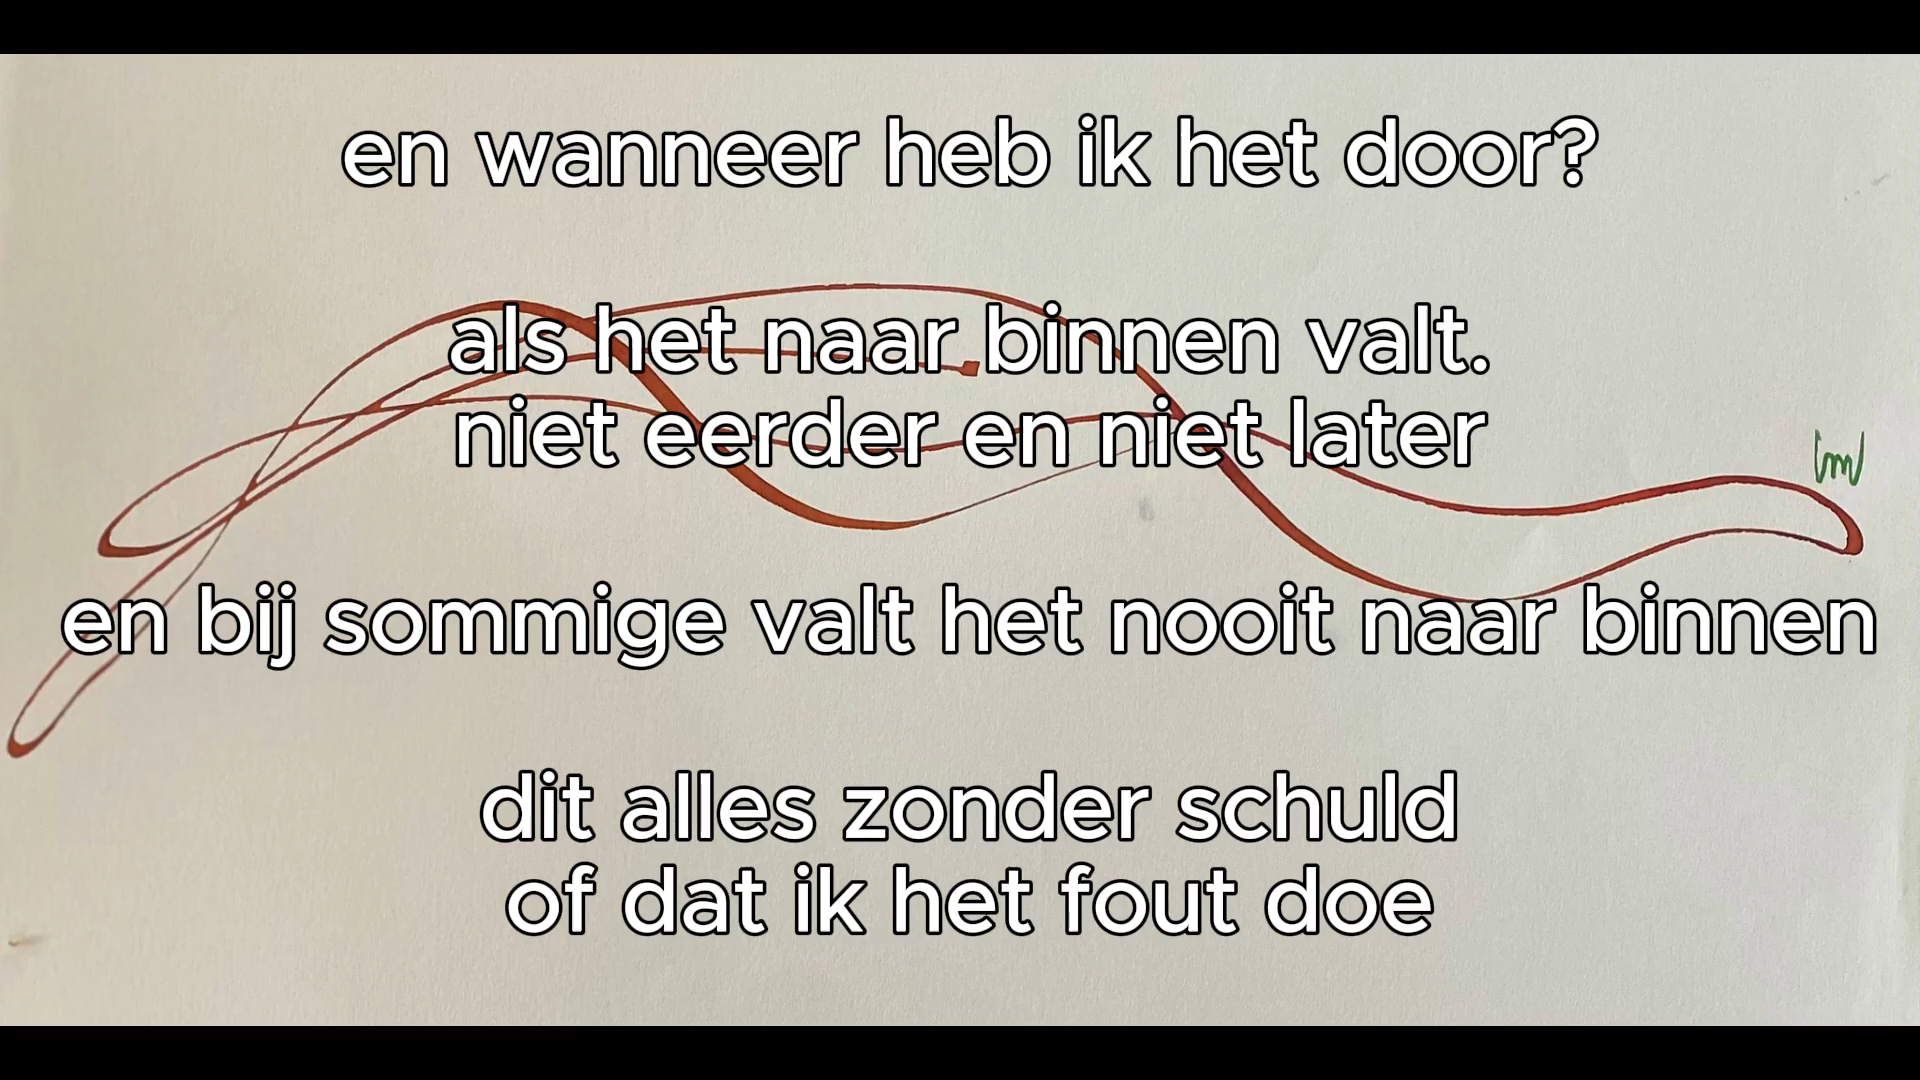 en wanneer heb ik het door?
als het naar binnen valt.
niet eerder en niet later
en bij sommige valt het nooit naar binnen
dit alles zonder schuld
of dat ik het fout doe